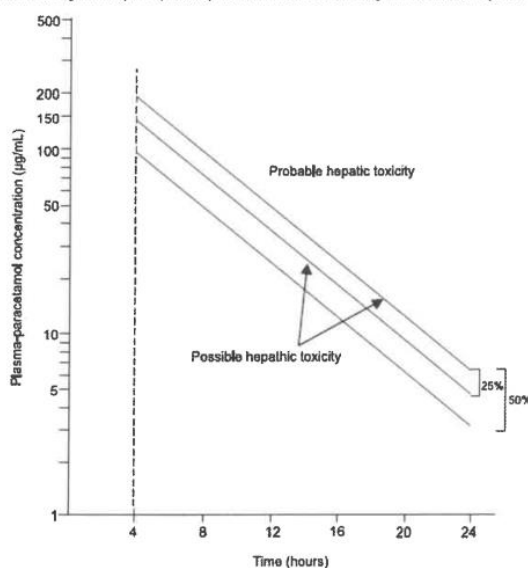 500
200
150
100
50
10
5
1
Plasma-paracetamol concentration (µg/mL)
Probable hepatic toxicity
Possible hepathic toxicity
25%
50%
4 8 12 16 20 24
Time (hours)